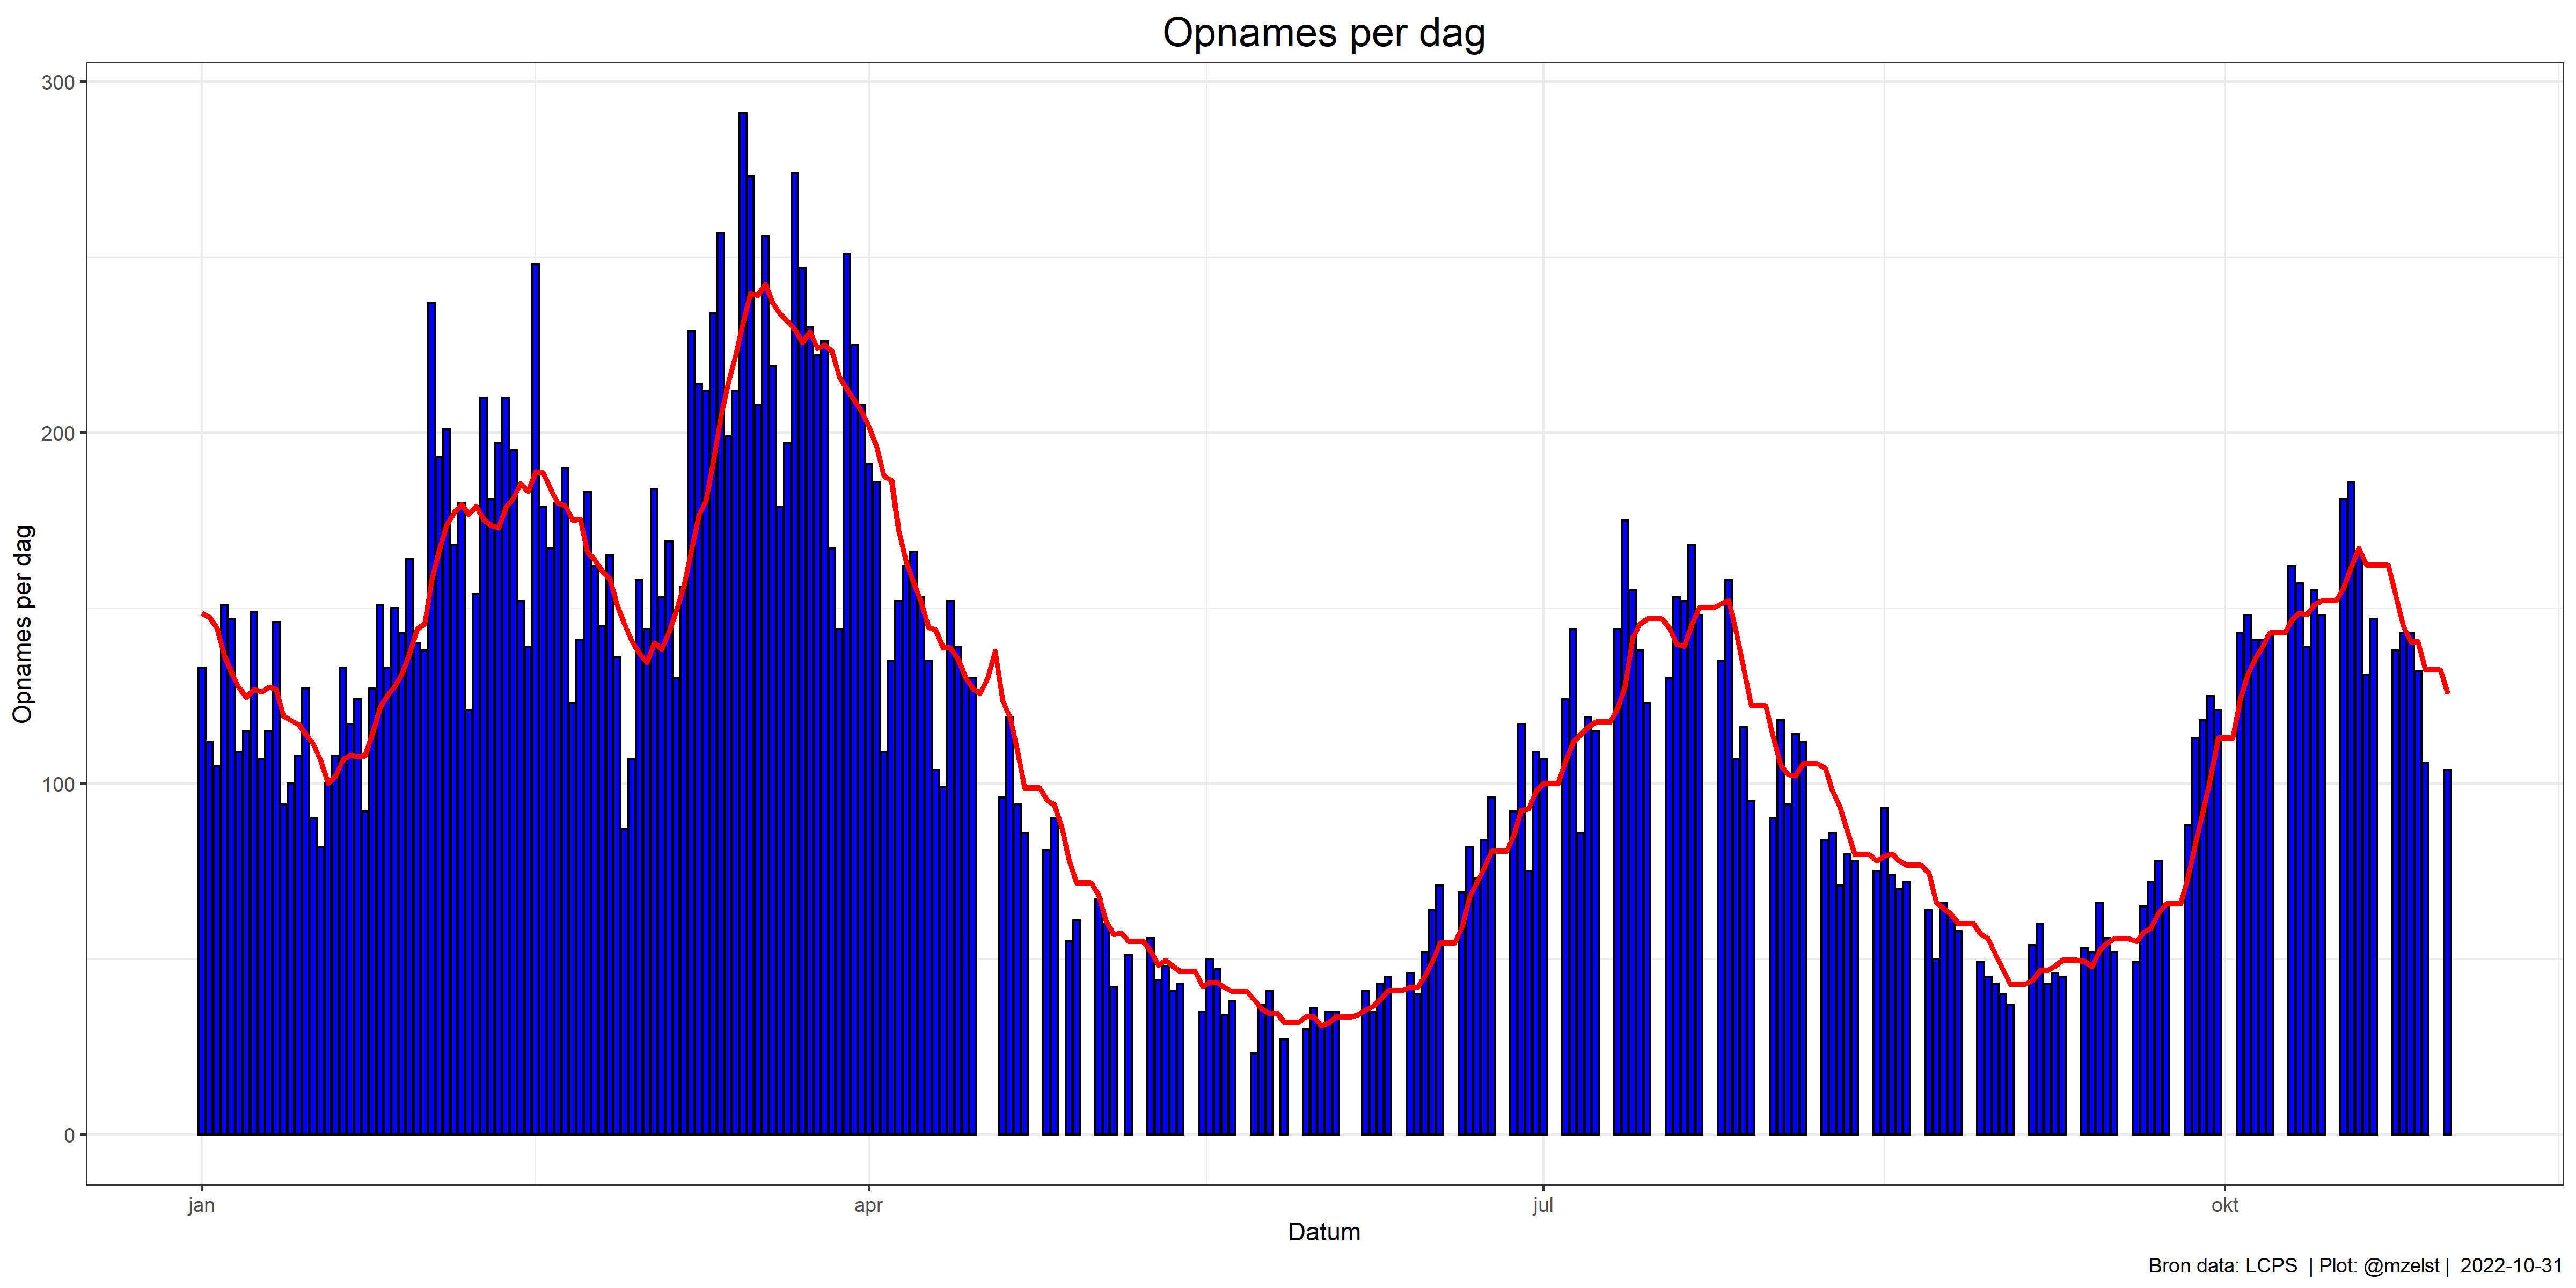 Opnames per dag
Opnames per dag
300
200
100
0
jan
apr
jul
okt
Datum
Bron data: LCPS | Plot: @mzelst | 2022-10-31